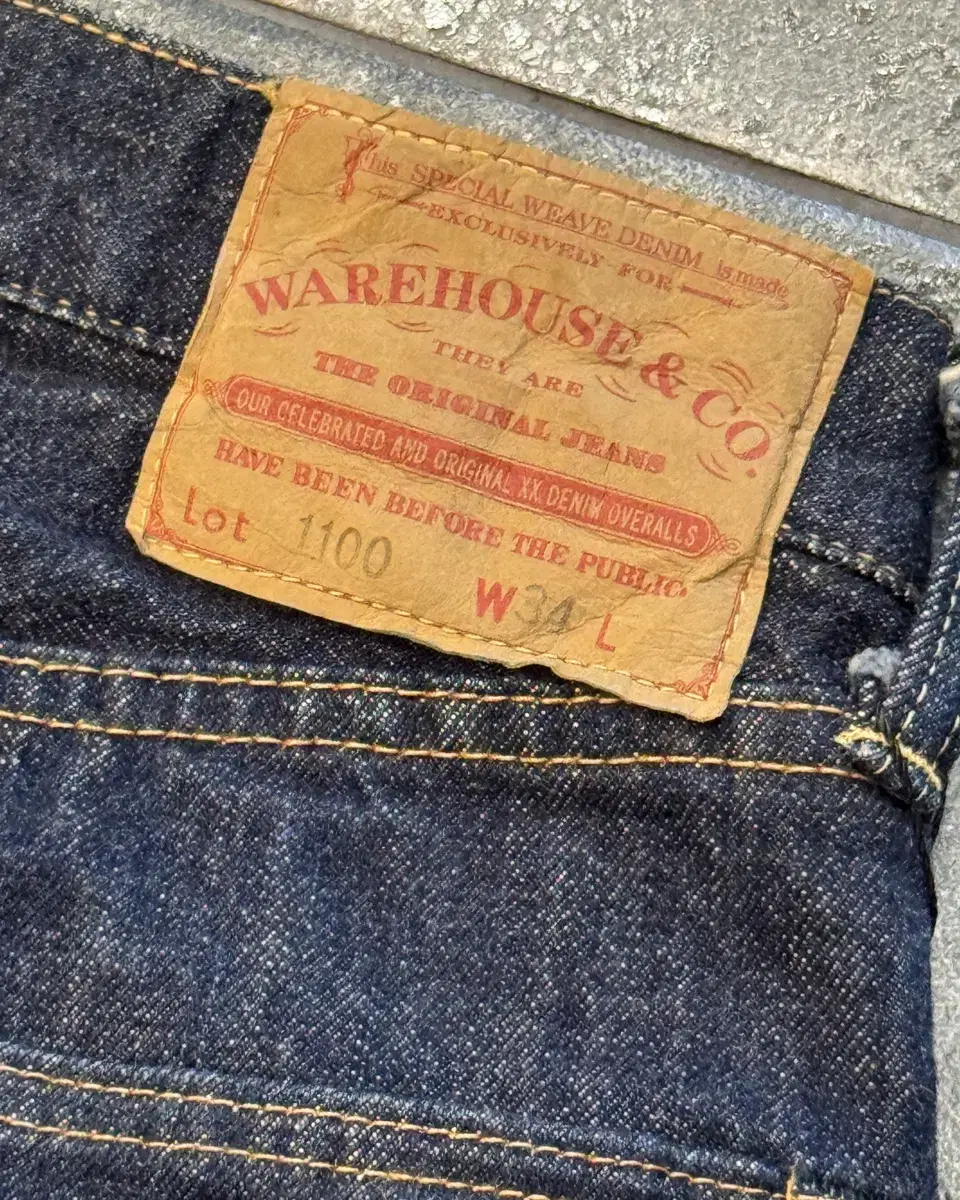 This SPECIAL WEAVE DENIM is made
EXCLUSIVELY FOR
WAREHOUSE & CO.
THEY ARE
THE ORIGINAL JEANS
OUR CELEBRATED AND ORIGINAL XX DENIM OVERALLS
HAVE BEEN BEFORE THE PUBLIC.
Lot 1100
W34 L